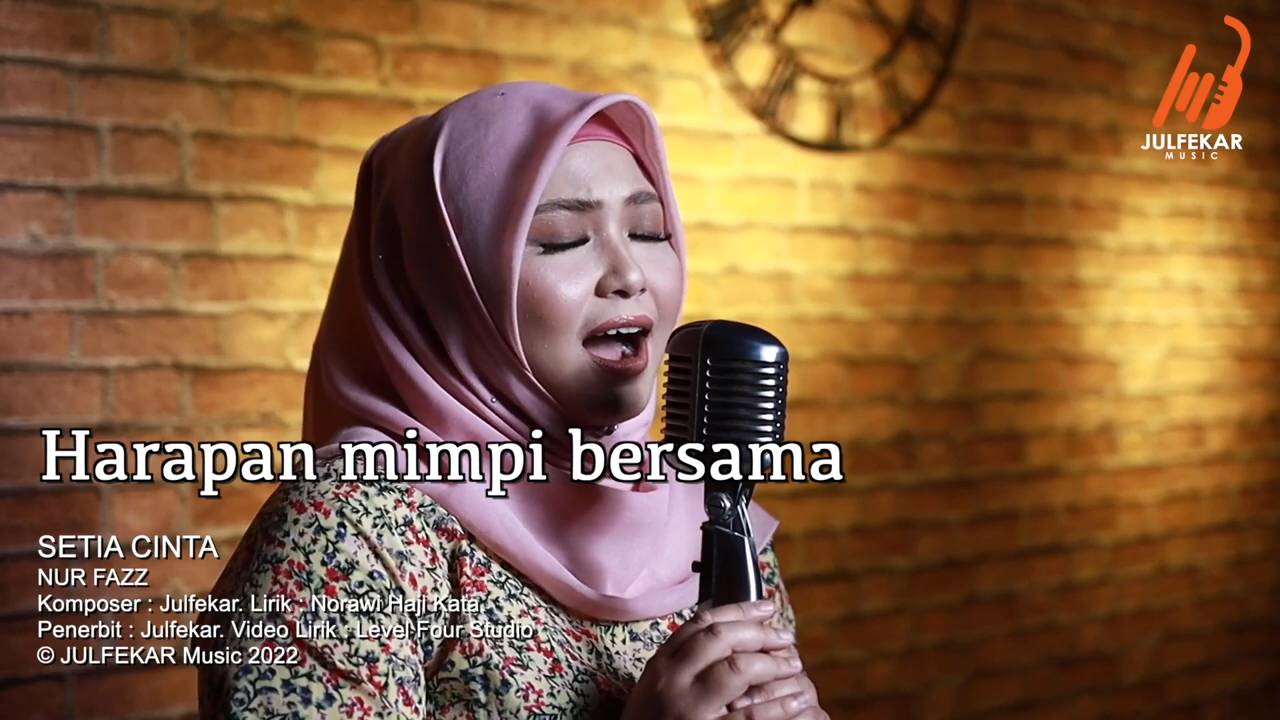 JULFEKAR
MUSIC
Harapan mimpi bersama
SETIA CINTA
NUR FAZZ
Komposer : Julfekar. Lirik : Norawi Haji Kata
Penerbit : Julfekar. Video Lirik : Level Four Studio
© JULFEKAR Music 2022